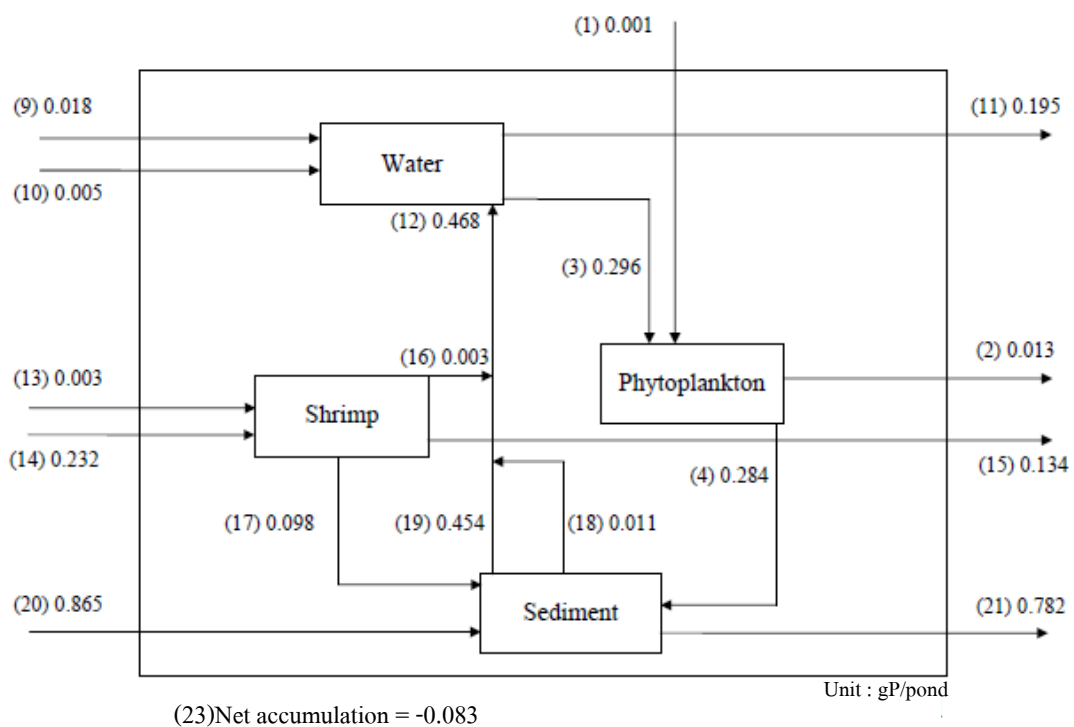 (1) 0.001
(9) 0.018
(11) 0.195
Water
(10) 0.005
(12) 0.468
(3) 0.296
(16) 0.003
(2) 0.013
(13) 0.003
Phytoplankton
Shrimp
(14) 0.232
(15) 0.134
(4) 0.284
(17) 0.098
(19) 0.454
(18) 0.011
(20) 0.865
Sediment
(21) 0.782
Unit : gP/pond
(23)Net accumulation = -0.083